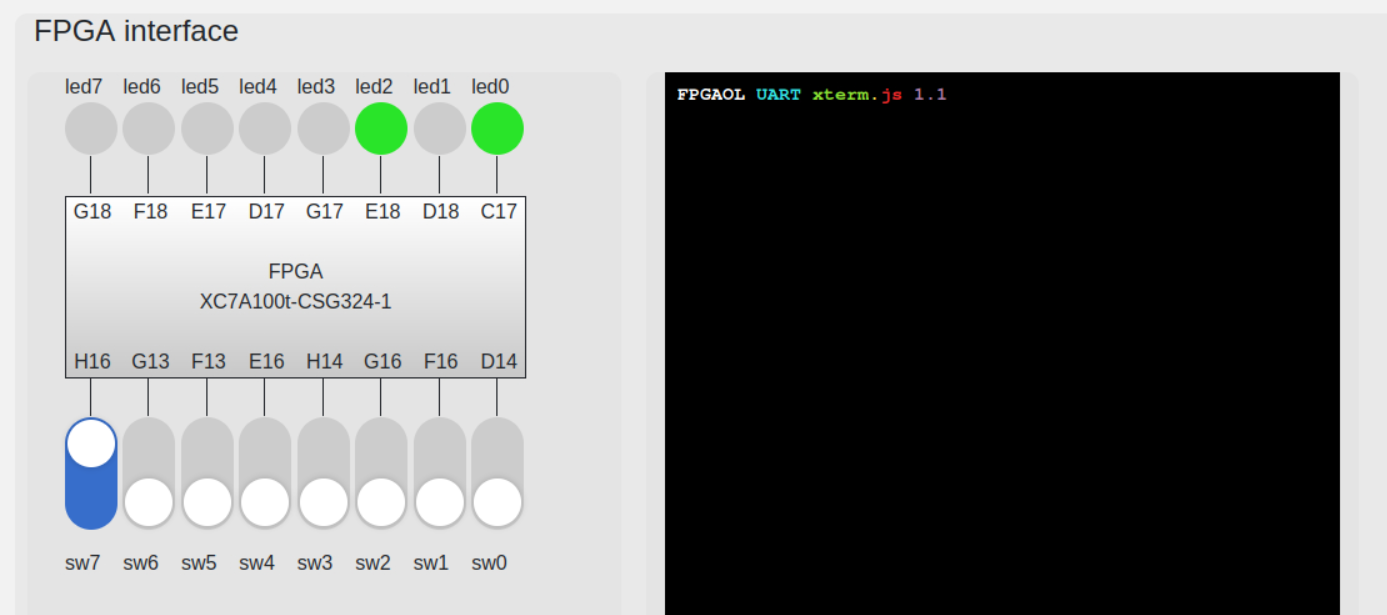 FPGA interface
led7 led6 led5 led4 led3 led2 led1 led0
G18 F18 E17 D17 G17 E18 D18 C17
FPGA
XC7A100t-CSG324-1
H16 G13 F13 E16 H14 G16 F16 D14
sw7 sw6 sw5 sw4 sw3 sw2 sw1 sw0
FPGAOL UART xterm.js 1.1